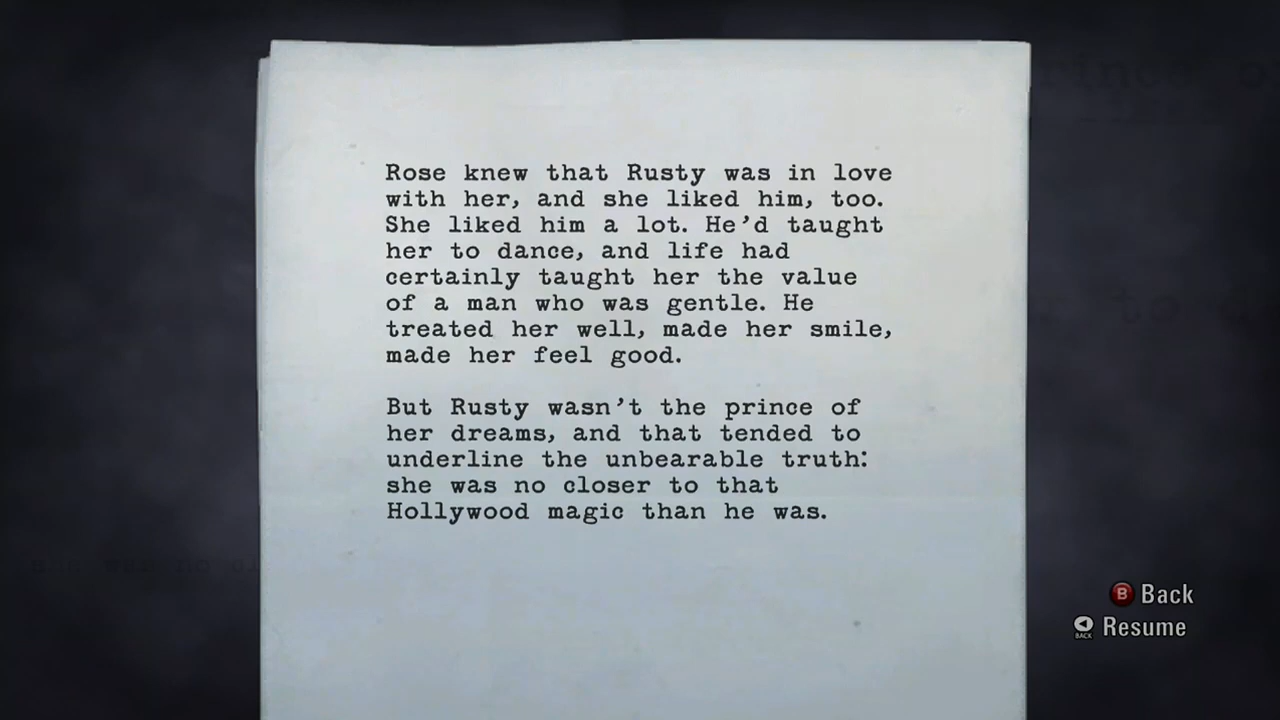 Rose knew that Rusty was in love
with her, and she liked him, too.
She liked him a lot. He'd taught
her to dance, and life had
certainly taught her the value
of a man who was gentle. He
treated her well, made her smile,
made her feel good.
But Rusty wasn't the prince of
her dreams, and that tended to
underline the unbearable truth:
she was no closer to that
Hollywood magic than he was.
B Back
BACK Resume